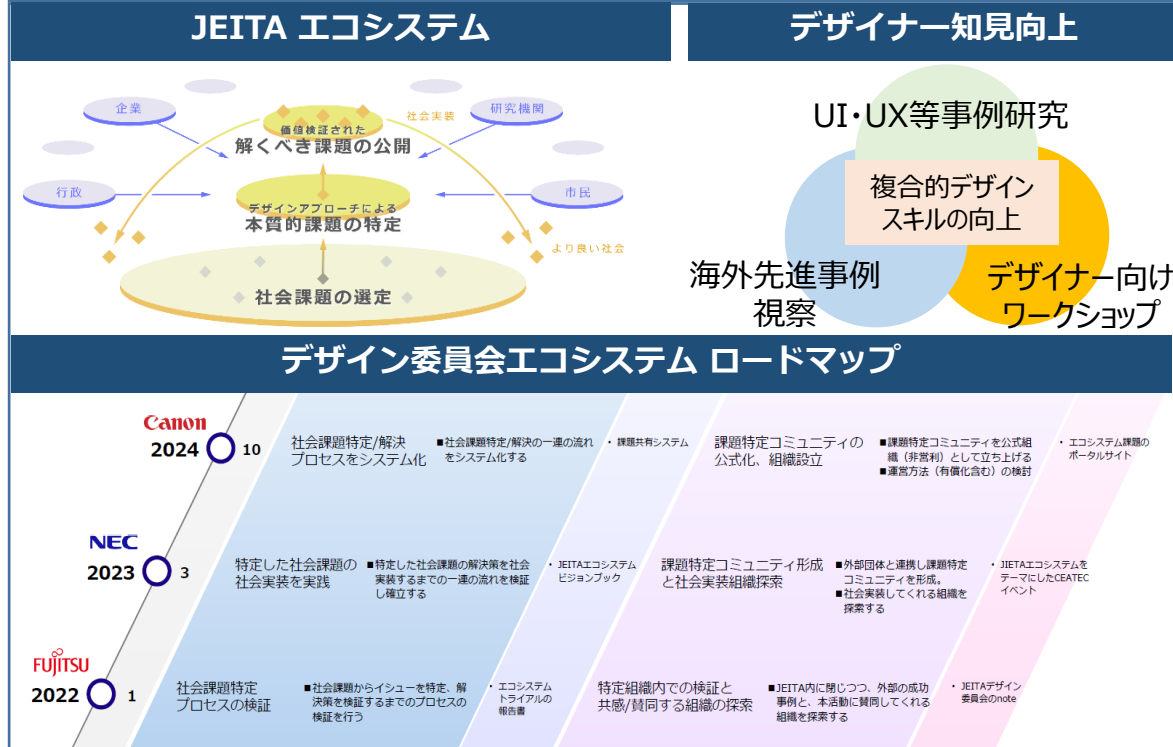 JEITA エコシステム
企業
研究機関
社会実装
価値検証された
解くべき課題の公開
行政
市民
デザインアプローチによる
本質的課題の特定
より良い社会
社会課題の選定
デザイナー知見向上
UI・UX等事例研究
複合的デザイン
スキルの向上
海外先進事例
視察
デザイナー向け
ワークショップ
デザイン委員会エコシステム ロードマップ
Canon
2024
10
社会課題特定/解決
プロセスをシステム化
■社会課題特定/解決の一連の流れ
をシステム化する
・課題共有システム
課題特定コミュニティの
公式化、組織設立
■課題特定コミュニティを公式組
織（非営利）として立ち上げる
■運営方法（有償化含む）の検討
・エコシステム課題の
ポータルサイト
NEC
2023
3
特定した社会課題の
社会実装を実践
■特定した社会課題の解決策を社会
実装するまでの一連の流れを検証
し確立する
・JEITAエコシステム
ビジョンブック
課題特定コミュニティ形成
と社会実装組織探索
■外部団体と連携し課題特定
コミュニティを形成。
■社会実装してくれる組織を
探索する
・JIETAエコシステムを
テーマにしたCEATEC
イベント
FUJITSU
2022
1
社会課題特定
プロセスの検証
■社会課題からイシューを特定、解
決策を検証するまでのプロセスの
検証を行う
・エコシステム
トライアルの
報告書
特定組織内での検証と
共感/賛同する組織の探索
■JEITA内に閉じつつ、外部の成功
事例と、本活動に賛同してくれる
組織を探索する
・JEITAデザイン
委員会のnote